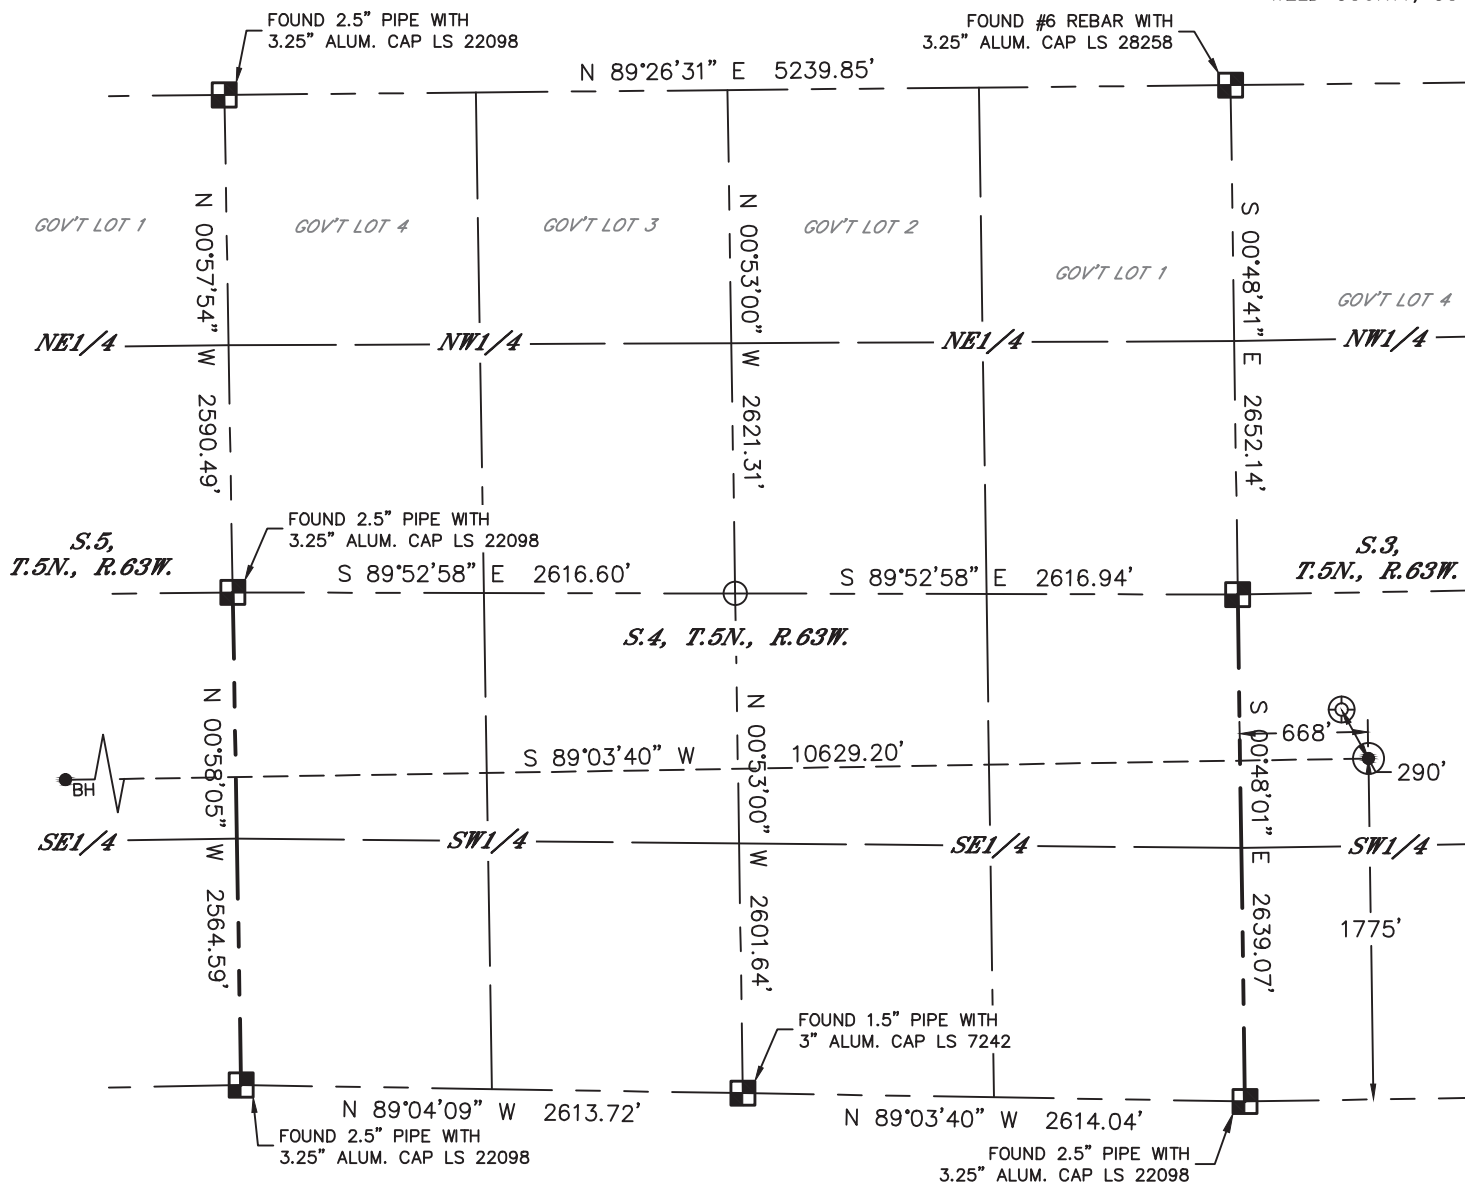 FOUND 2.5" PIPE WITH
3.25" ALUM. CAP LS 22098
FOUND #6 REBAR WITH
3.25" ALUM. CAP LS 28258
N 89°26'31" E 5239.85'
GOV'T LOT 1
GOV'T LOT 4
GOV'T LOT 3
GOV'T LOT 2
GOV'T LOT 1
GOV'T LOT 4
N 00°57'54" W 2590.49'
N 00°53'00" W 2621.31'
S 00°48'41" E 2652.14'
NE1/4
NW1/4
NE1/4
NW1/4
FOUND 2.5" PIPE WITH
3.25" ALUM. CAP LS 22098
S.5,
T.5N., R.63W.
S 89°52'58" E 2616.60'
S 89°52'58" E 2616.94'
S.3,
T.5N., R.63W.
S.4, T.5N., R.63W.
N 00°58'05" W 2564.59'
N 00°53'00" W 2601.64'
S 00°48'01" E 2639.07'
668'
S 89°03'40" W 10629.20'
290'
BH
SE1/4
SW1/4
SE1/4
SW1/4
1775'
FOUND 1.5" PIPE WITH
3" ALUM. CAP LS 7242
N 89°04'09" W 2613.72'
N 89°03'40" W 2614.04'
FOUND 2.5" PIPE WITH
3.25" ALUM. CAP LS 22098
FOUND 2.5" PIPE WITH
3.25" ALUM. CAP LS 22098